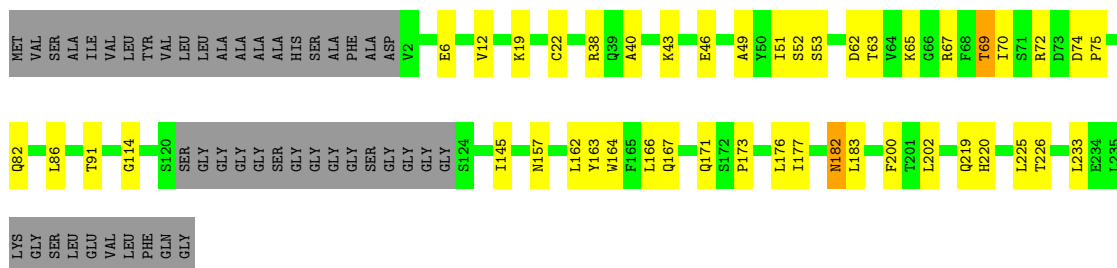 MET VAL SER ALA ILE VAL LEU TYR VAL LEU LEU ALA ALA ALA ALA HIS SER ALA PHE ALA ASP V2 E6 V12 K19 C22 R38 Q39 A40 K43 E46 A49 Y50 I51 S52 S53 D62 T63 V64 K65 G66 R67 F68 T69 I70 S71 R72 D73 D74 P75
Q82 L86 T91 G114 S120 SER GLY GLY GLY GLY SER GLY GLY GLY GLY SER GLY GLY GLY GLY S124 I145 N157 L162 Y163 W164 F165 L166 Q167 Q171 S172 P173 L176 I177 N182 L183 F200 T201 L202 Q219 H220 L225 T226 L233 E234 L235
LYS GLY SER LEU GLU VAL LEU PHE GLN GLY